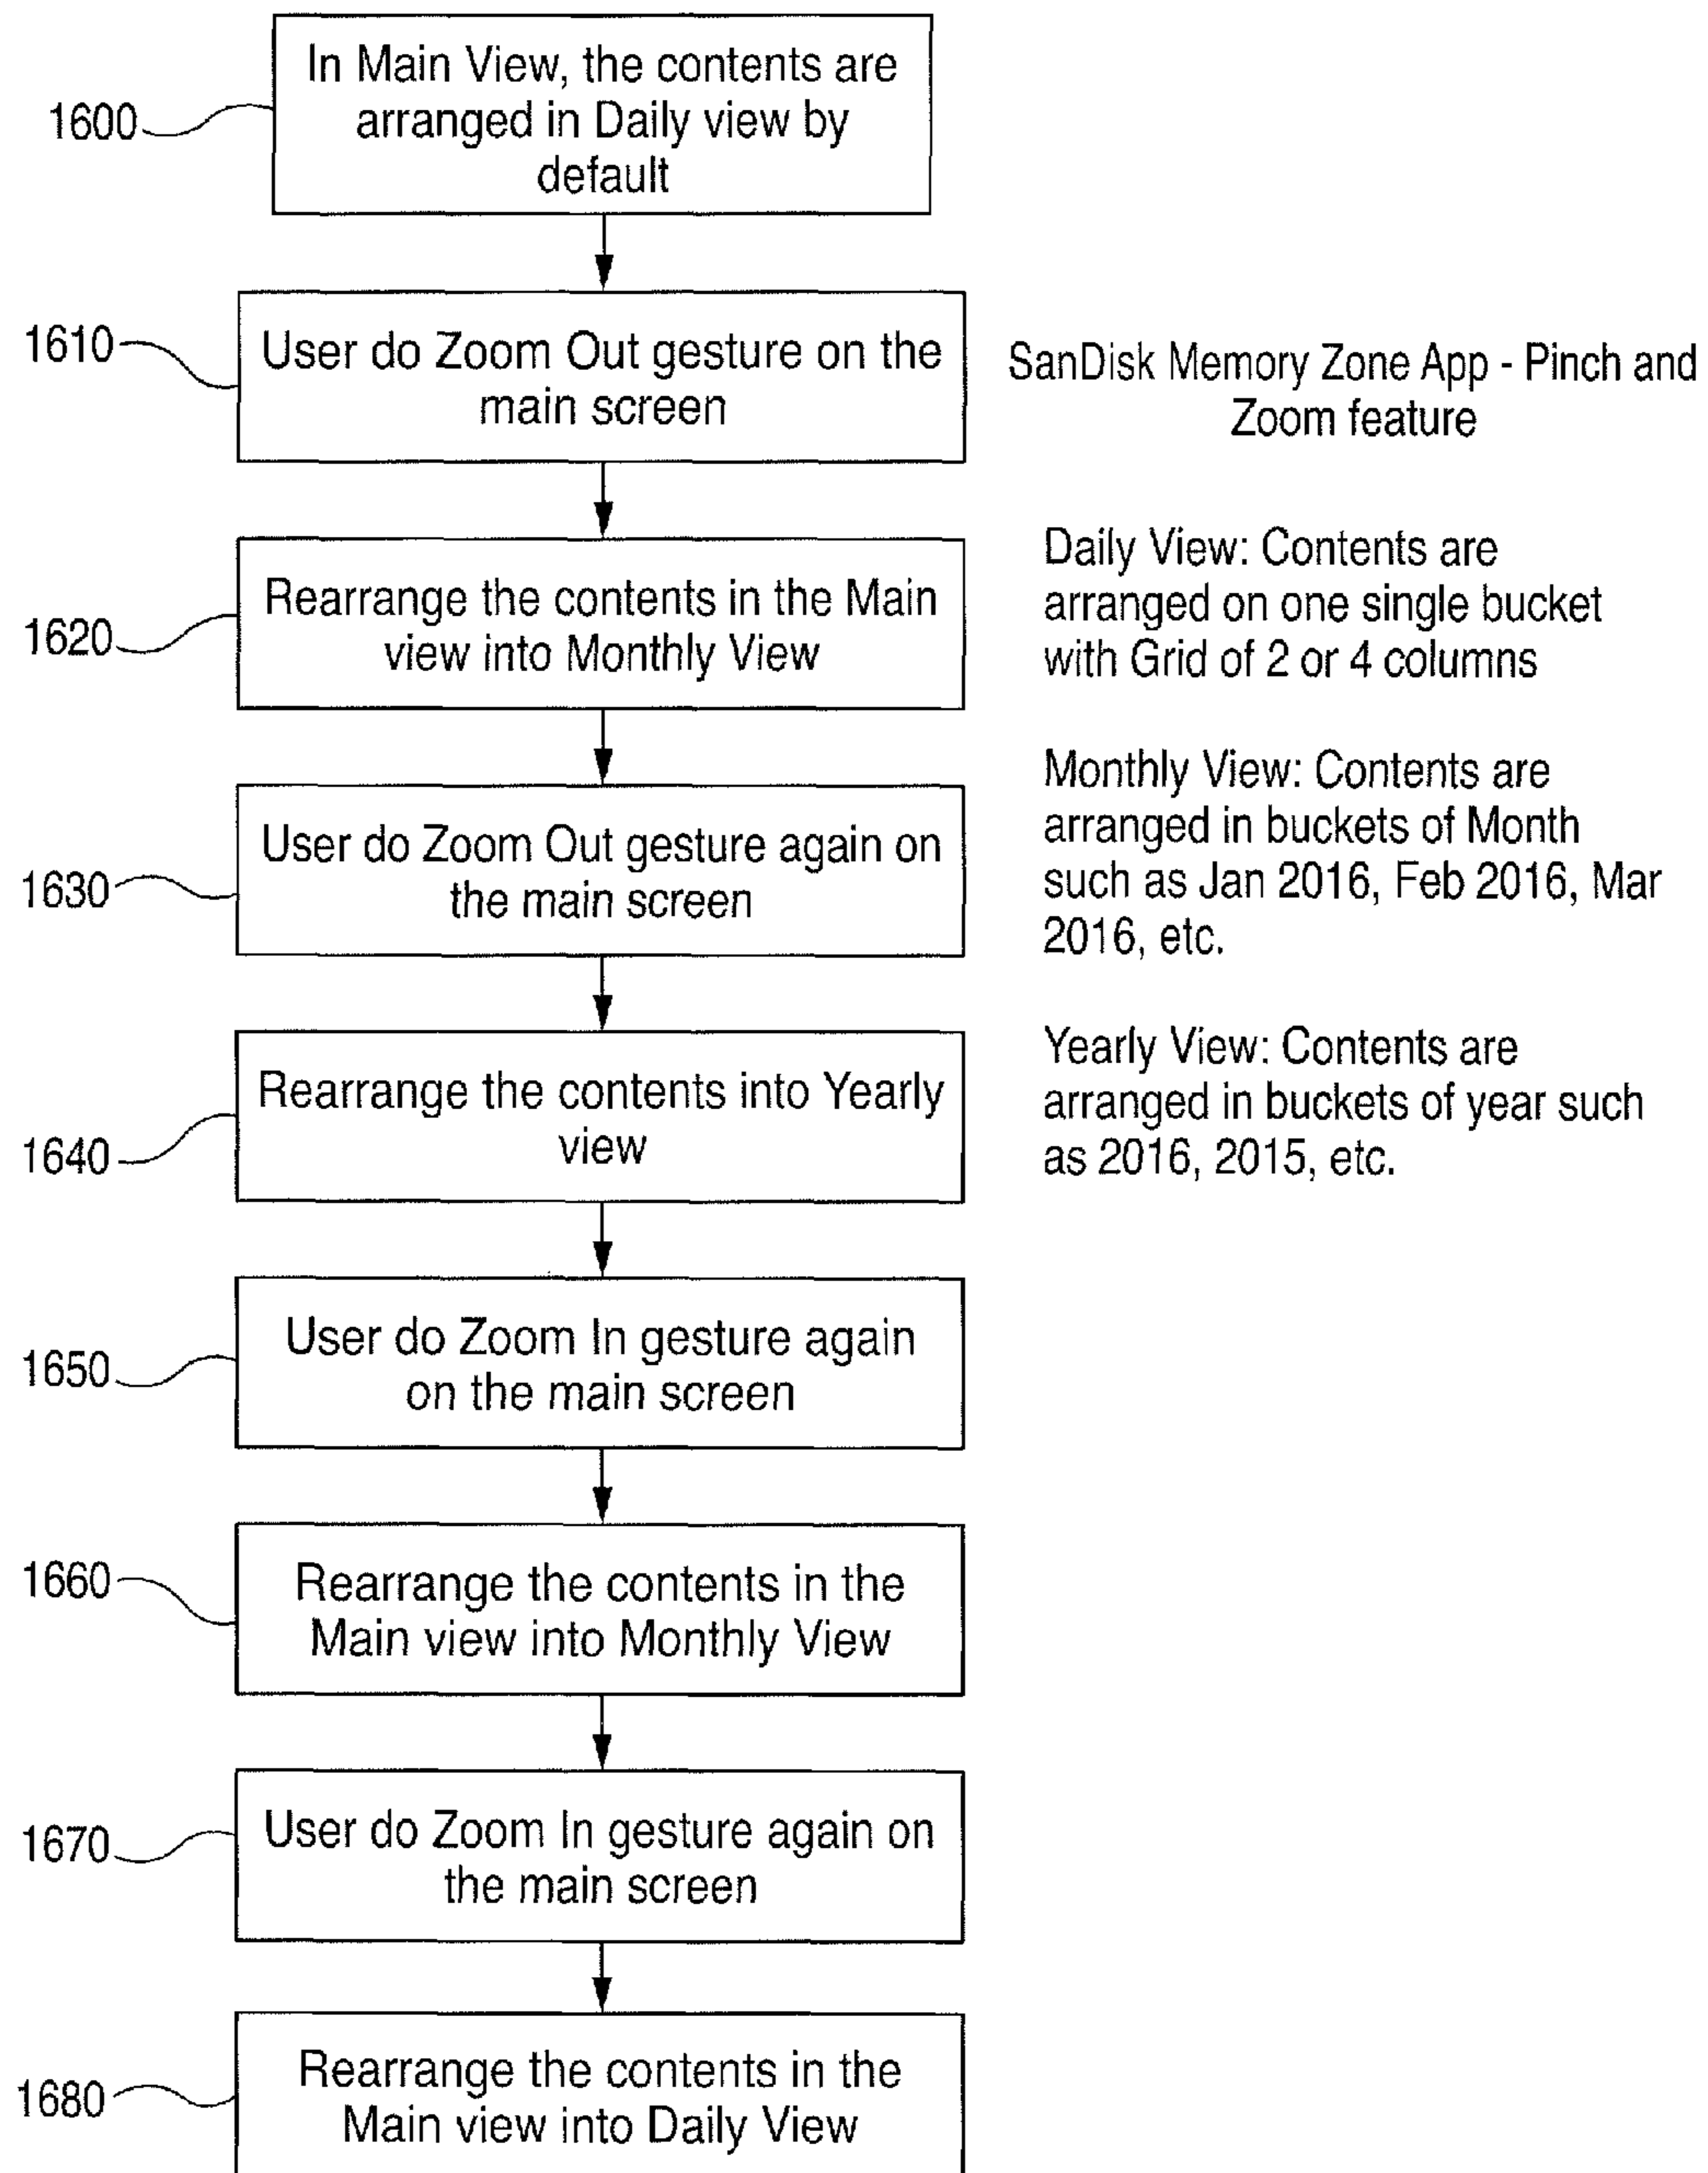 In Main View, the contents are
arranged in Daily view by
default
1600
User do Zoom Out gesture on the
main screen
1610
SanDisk Memory Zone App - Pinch and
Zoom feature
Rearrange the contents in the Main
view into Monthly View
1620
Daily View: Contents are
arranged on one single bucket
with Grid of 2 or 4 columns
User do Zoom Out gesture again on
the main screen
1630
Monthly View: Contents are
arranged in buckets of Month
such as Jan 2016, Feb 2016, Mar
2016, etc.
Rearrange the contents into Yearly
view
1640
Yearly View: Contents are
arranged in buckets of year such
as 2016, 2015, etc.
User do Zoom In gesture again
on the main screen
1650
Rearrange the contents in the
Main view into Monthly View
1660
User do Zoom In gesture again on
the main screen
1670
Rearrange the contents in the
Main view into Daily View
1680